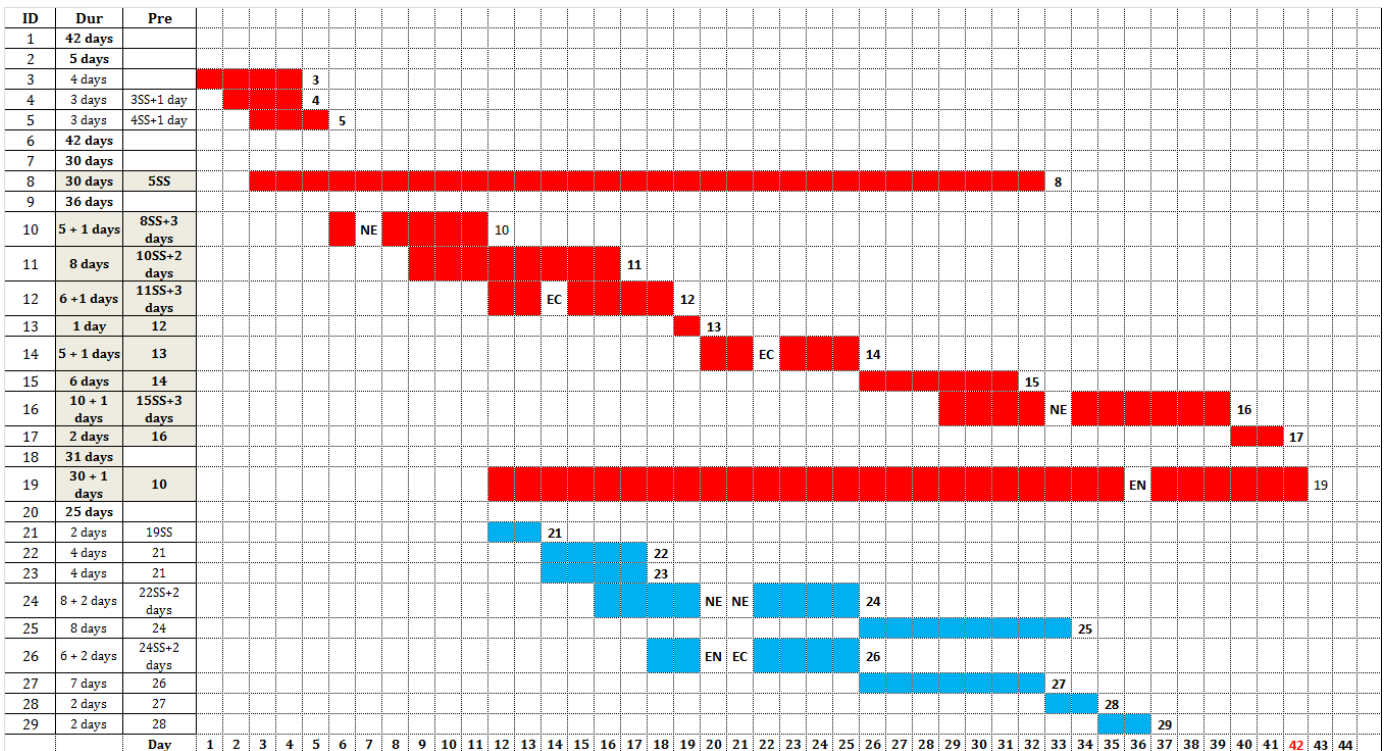 ID Dur Pre
1 42 days
2 5 days
3 4 days 3
4 3 days 3SS+1 day 4
5 3 days 4SS+1 day 5
6 42 days
7 30 days
8 30 days 5SS 8
9 36 days
10 5 + 1 days 8SS+3 days NE 10
11 8 days 10SS+2 days 11
12 6 +1 days 11SS+3 days EC 12
13 1 day 12 13
14 5 + 1 days 13 EC 14
15 6 days 14 15
16 10 + 1 days 15SS+3 days NE 16
17 2 days 16 17
18 31 days
19 30 + 1 days 10 EN 19
20 25 days
21 2 days 19SS 21
22 4 days 21 22
23 4 days 21 23
24 8 + 2 days 22SS+2 days NE NE 24
25 8 days 24 25
26 6 + 2 days 24SS+2 days EN EC 26
27 7 days 26 27
28 2 days 27 28
29 2 days 28 29
Day 1 2 3 4 5 6 7 8 9 10 11 12 13 14 15 16 17 18 19 20 21 22 23 24 25 26 27 28 29 30 31 32 33 34 35 36 37 38 39 40 41 42 43 44